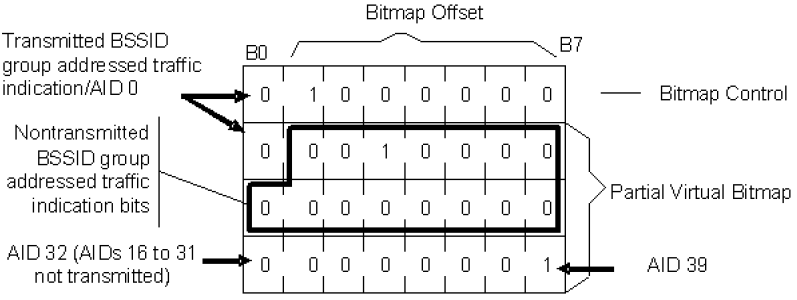 Bitmap Offset
Transmitted BSSID
group addressed traffic
indication/AID 0
B0
B7
0 1 0 0 0 0 0 0
Bitmap Control
Nontransmitted
BSSID group
addressed traffic
indication bits
0 0 0 1 0 0 0 0
0 0 0 0 0 0 0 0
Partial Virtual Bitmap
AID 32 (AIDs 16 to 31
not transmitted)
0 0 0 0 0 0 0 1
AID 39